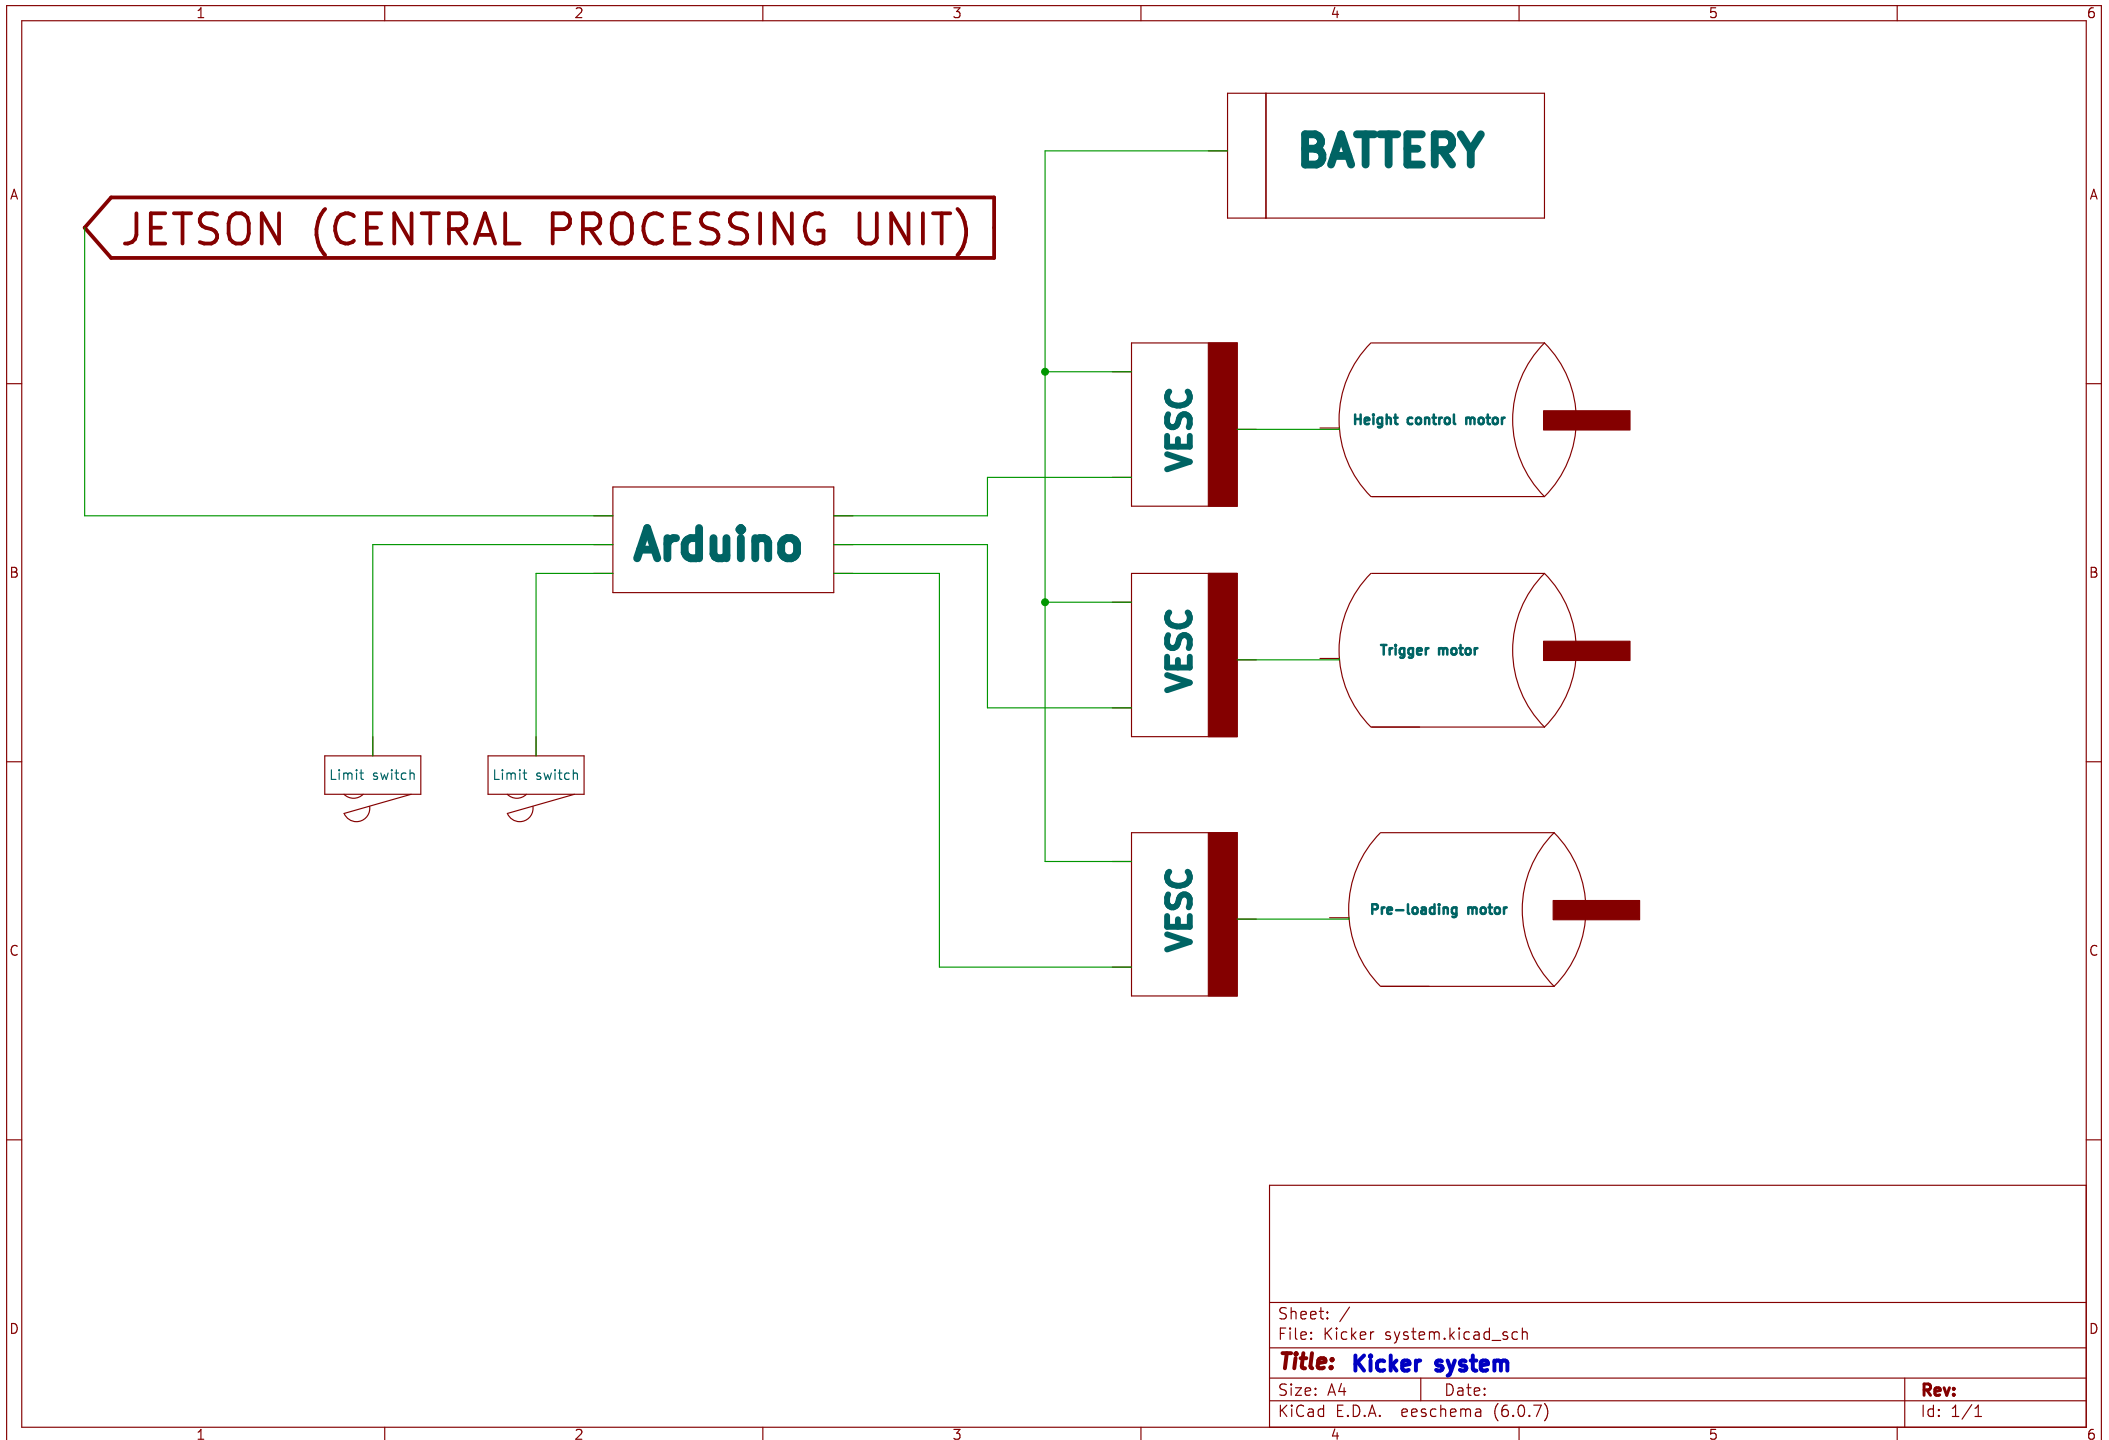 1 2 3 4 5 6
BATTERY
A A
JETSON (CENTRAL PROCESSING UNIT)
VESC
Height control motor
Arduino
B B
VESC
Trigger motor
Limit switch
Limit switch
VESC
Pre-loading motor
C C
Sheet: /
File: Kicker system.kicad_sch
D D
Title: Kicker system
Size: A4 Date: Rev:
KiCad E.D.A. eeschema (6.0.7) Id: 1/1
1 2 3 4 5 6